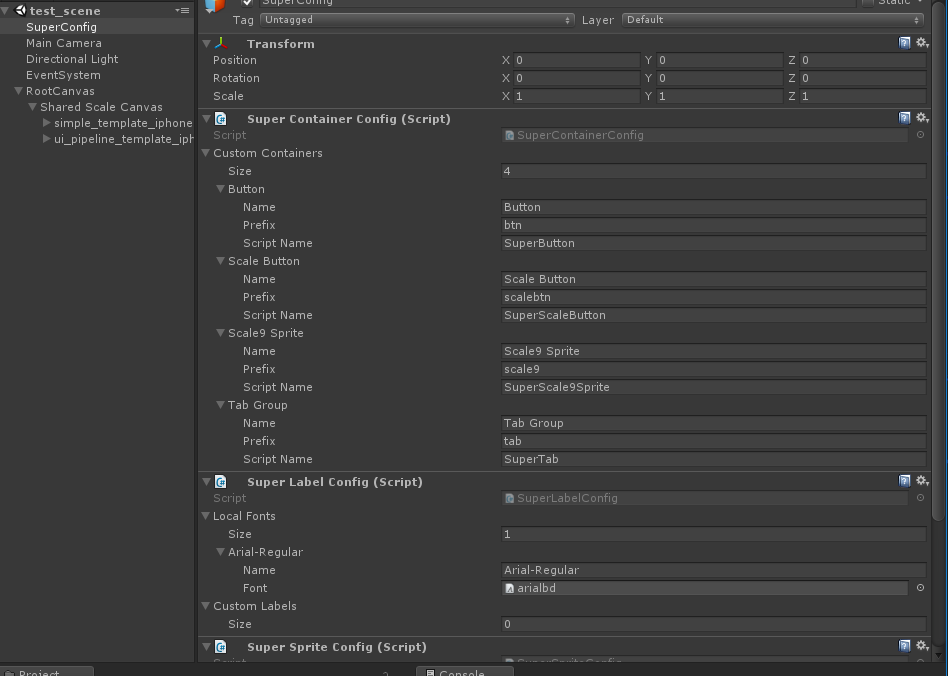 test_scene
SuperConfig
Main Camera
Directional Light
EventSystem
RootCanvas
Shared Scale Canvas
simple_template_iphone
ui_pipeline_template_iph
SuperConfig Static
Tag Untagged Layer Default
Transform
Position X 0 Y 0 Z 0
Rotation X 0 Y 0 Z 0
Scale X 1 Y 1 Z 1
Super Container Config (Script)
Script SuperContainerConfig
Custom Containers
Size 4
Button
Name Button
Prefix btn
Script Name SuperButton
Scale Button
Name Scale Button
Prefix scalebtn
Script Name SuperScaleButton
Scale9 Sprite
Name Scale9 Sprite
Prefix scale9
Script Name SuperScale9Sprite
Tab Group
Name Tab Group
Prefix tab
Script Name SuperTab
Super Label Config (Script)
Script SuperLabelConfig
Local Fonts
Size 1
Arial-Regular
Name Arial-Regular
Font arialbd
Custom Labels
Size 0
Super Sprite Config (Script)
Script SuperSpriteConfig
Project Console